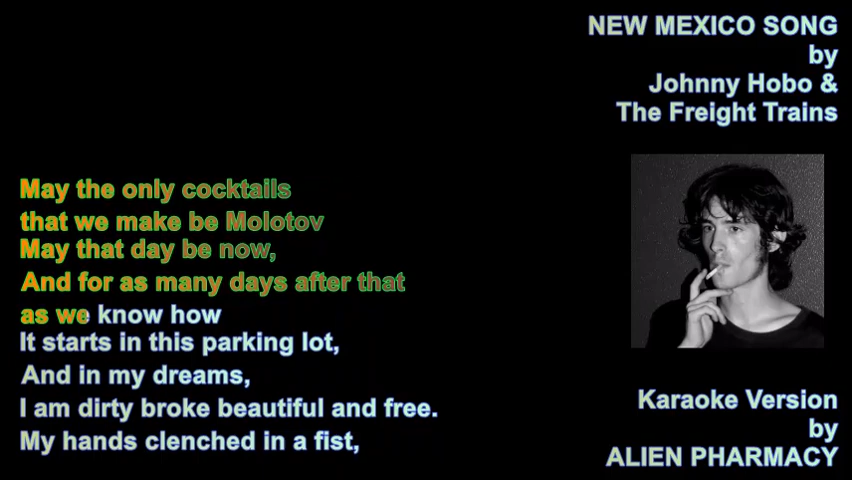 NEW MEXICO SONG
by
Johnny Hobo &
The Freight Trains
May the only cocktails
that we make be Molotov
May that day be now,
And for as many days after that
as we know how
It starts in this parking lot,
And in my dreams,
I am dirty broke beautiful and free.
My hands clenched in a fist,
Karaoke Version
by
ALIEN PHARMACY